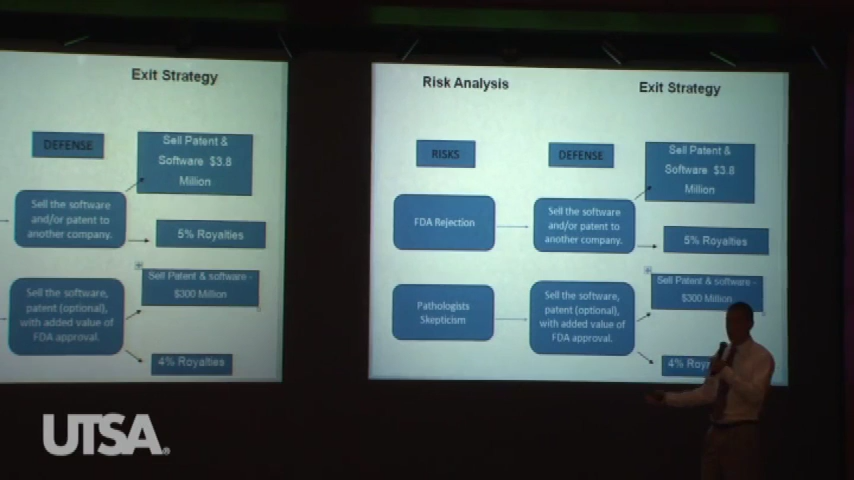 Exit Strategy
DEFENSE
Sell Patent &
Software $3.8
Million
Sell the software
and/or patent to
another company.
5% Royalties
Sell Patent & software -
$300 Million
Sell the software,
patent (optional),
with added value of
FDA approval.
4% Royalties
Risk Analysis
Exit Strategy
RISKS
DEFENSE
Sell Patent &
Software $3.8
Million
FDA Rejection
Sell the software
and/or patent to
another company.
5% Royalties
Sell Patent & software -
$300 Million
Pathologists
Skepticism
Sell the software,
patent (optional),
with added value of
FDA approval.
4% Roy
UTSA®